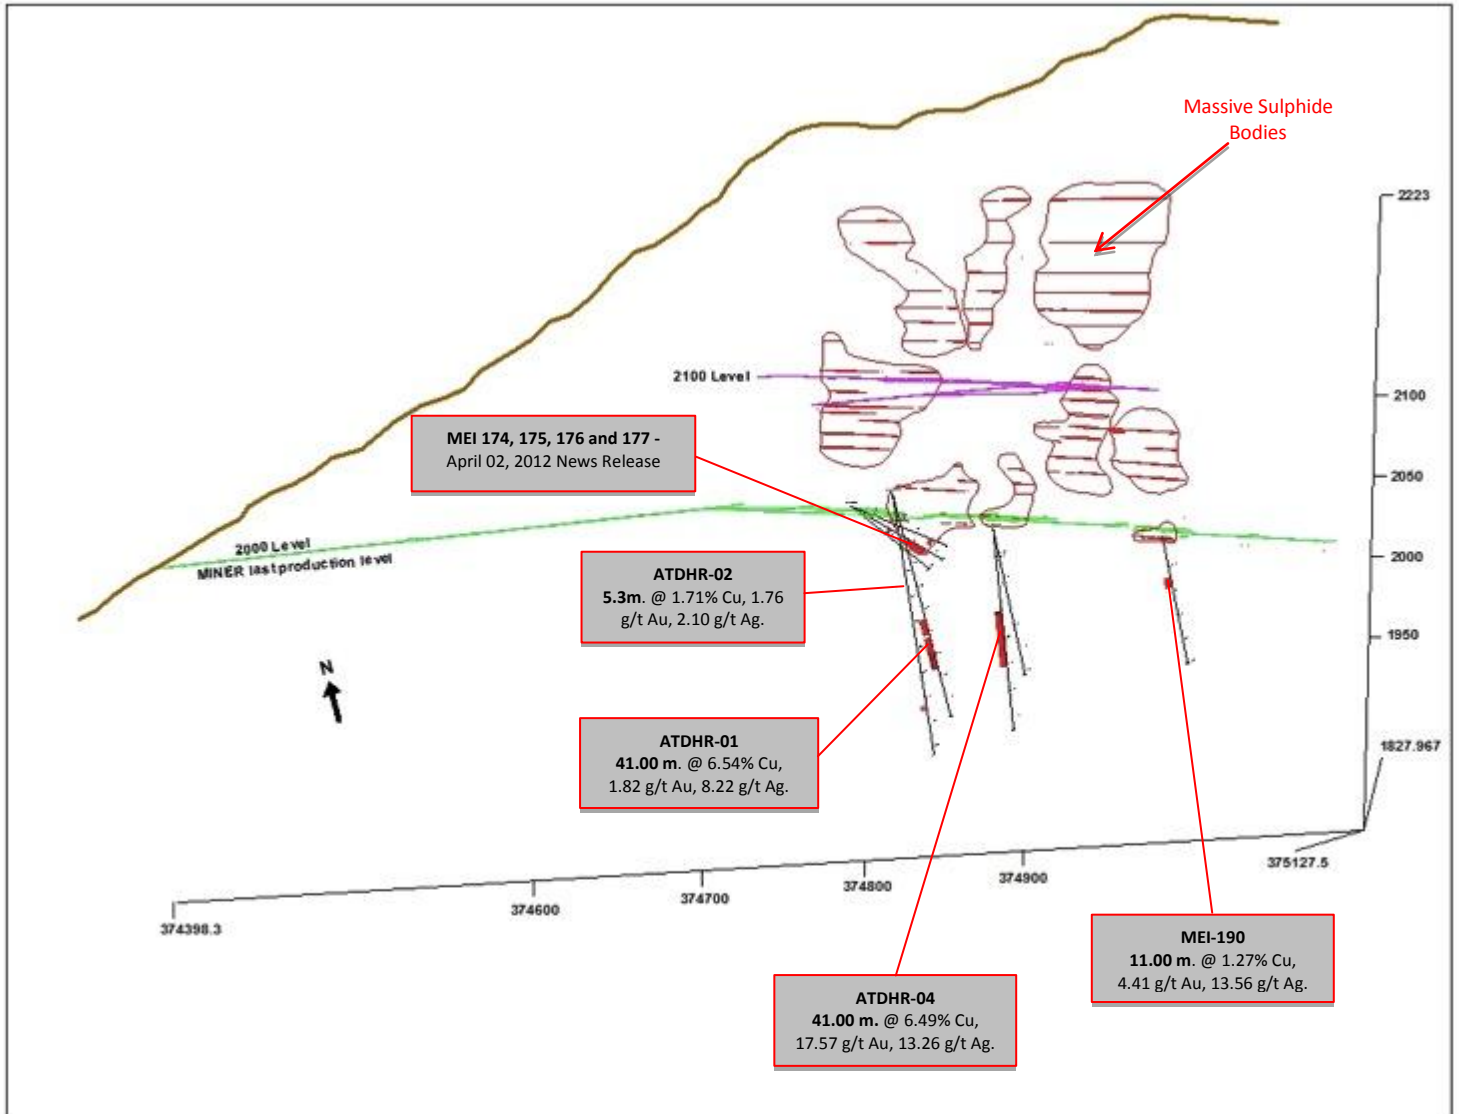 Massive Sulphide
Bodies
2223
2100 Level
2100
MEI 174, 175, 176 and 177 -
April 02, 2012 News Release
2050
2000 Level
MINER last production level
2000
ATDHR-02
5.3m. @ 1.71% Cu, 1.76
g/t Au, 2.10 g/t Ag.
1950
N
ATDHR-01
41.00 m. @ 6.54% Cu,
1.82 g/t Au, 8.22 g/t Ag.
1827.967
375127.5
374900
374800
374700
374600
374398.3
MEI-190
11.00 m. @ 1.27% Cu,
4.41 g/t Au, 13.56 g/t Ag.
ATDHR-04
41.00 m. @ 6.49% Cu,
17.57 g/t Au, 13.26 g/t Ag.